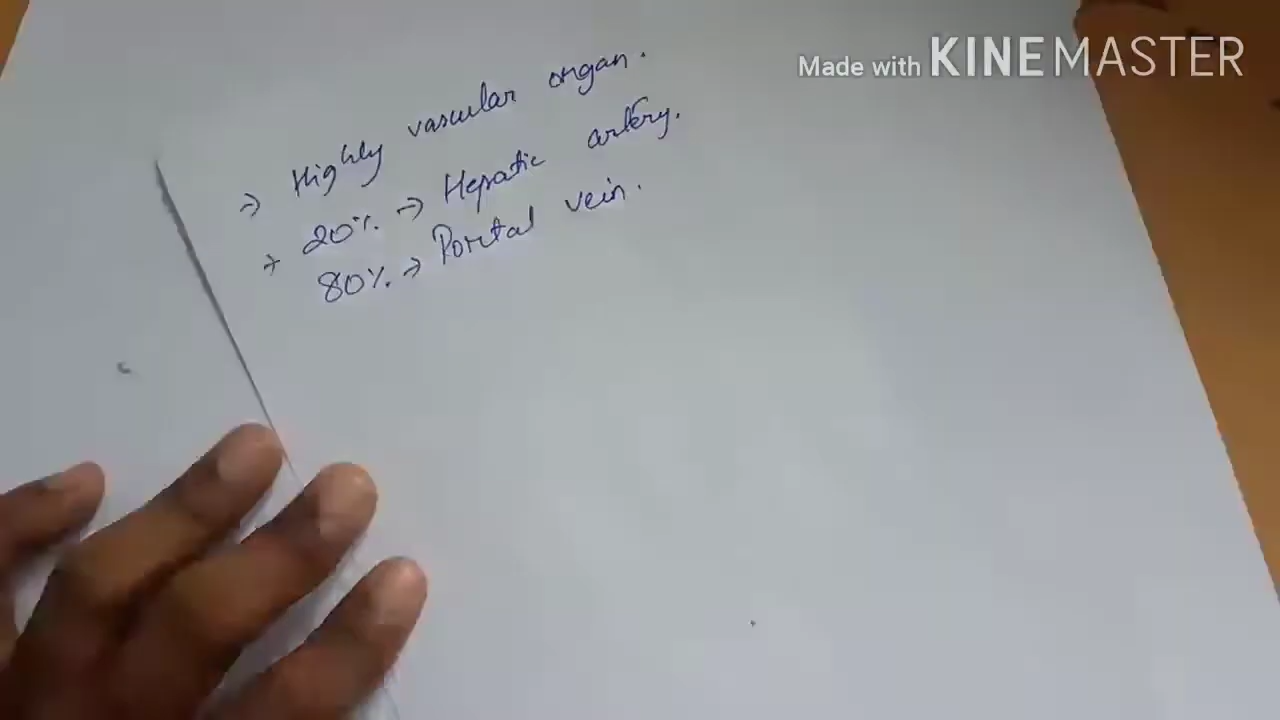 Made with KINEMASTER
→ Highly vascular organ.
→ 20% → Hepatic artery.
80% → Portal vein.